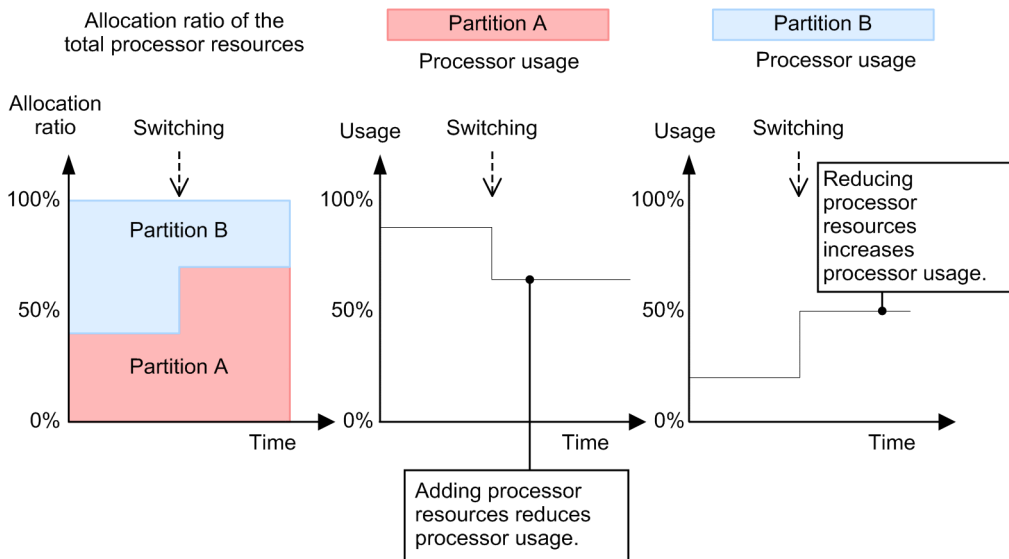 Allocation ratio of the
total processor resources
Partition A
Processor usage
Partition B
Processor usage
Allocation
ratio
Switching
100%
50%
0%
Partition B
Partition A
Time
Usage
Switching
100%
50%
0%
Time
Adding processor
resources reduces
processor usage.
Usage
Switching
100%
50%
0%
Time
Reducing
processor
resources
increases
processor usage.